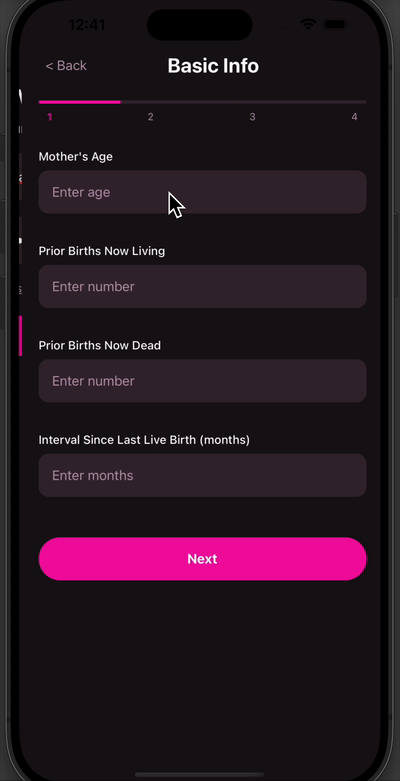 12:41
< Back
Basic Info
1 2 3 4
Mother's Age
Enter age
Prior Births Now Living
Enter number
Prior Births Now Dead
Enter number
Interval Since Last Live Birth (months)
Enter months
Next